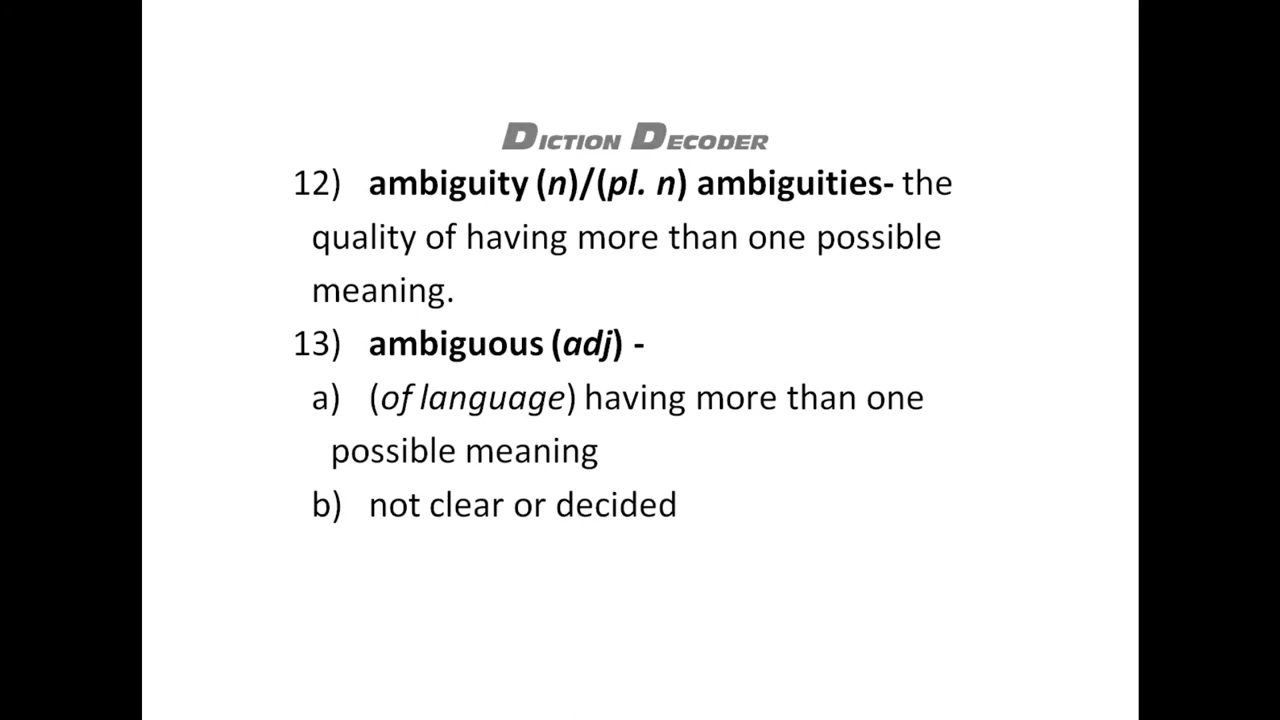 DICTION DECODER
12) ambiguity (n)/(pl. n) ambiguities- the
quality of having more than one possible
meaning.
13) ambiguous (adj) -
a) (of language) having more than one
possible meaning
b) not clear or decided